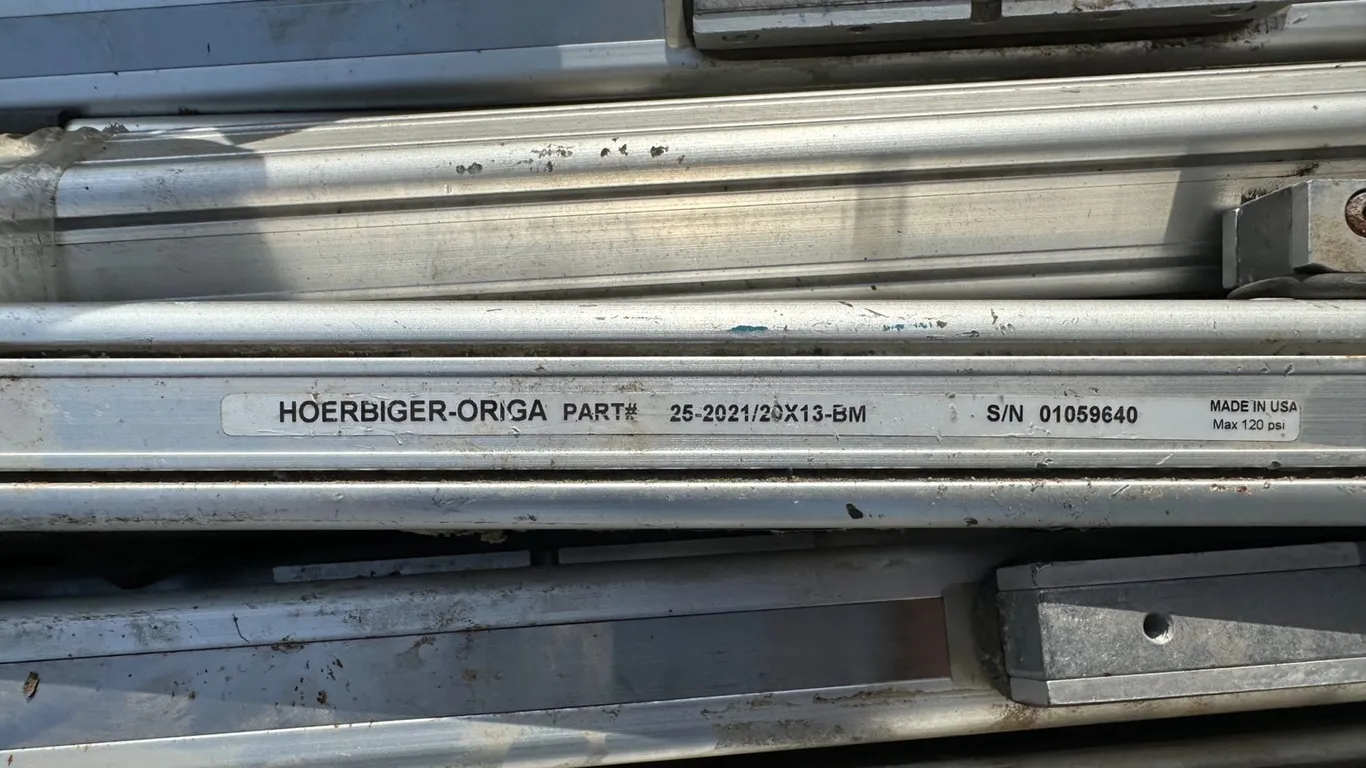 HOERBIGER-ORIGA PART# 25-2021/20X13-BM S/N 01059640 MADE IN USA
Max 120 psi